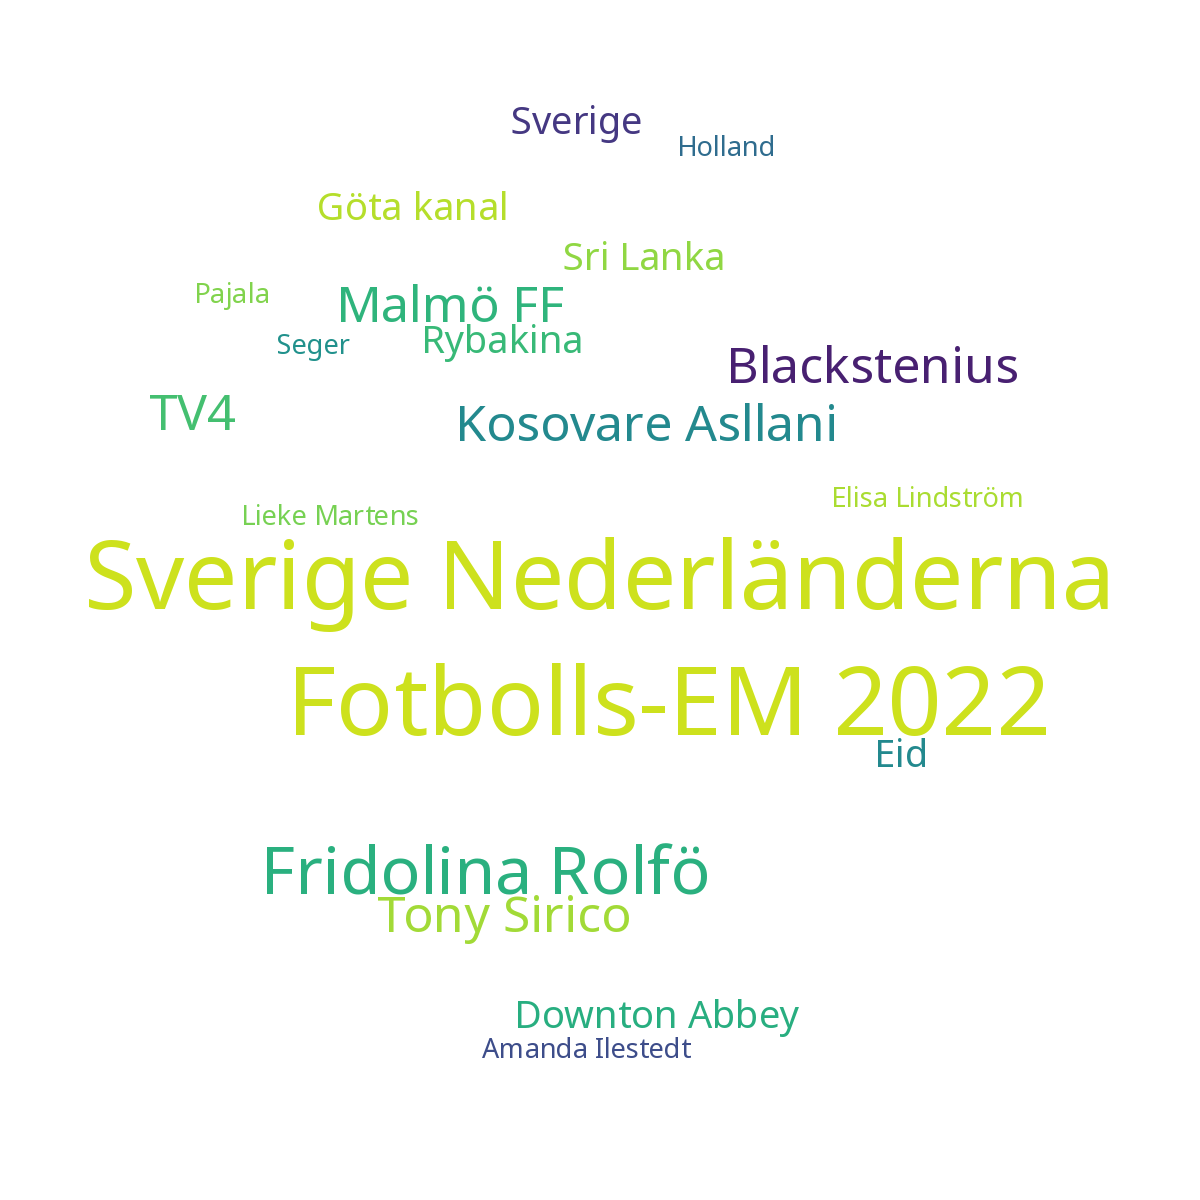 Sverige
Holland
Göta kanal
Sri Lanka
Pajala
Malmö FF
Rybakina
Seger
Blackstenius
TV4
Kosovare Asllani
Elisa Lindström
Lieke Martens
Sverige Nederländerna
Fotbolls-EM 2022
Eid
Fridolina Rolfö
Tony Sirico
Downton Abbey
Amanda Ilestedt